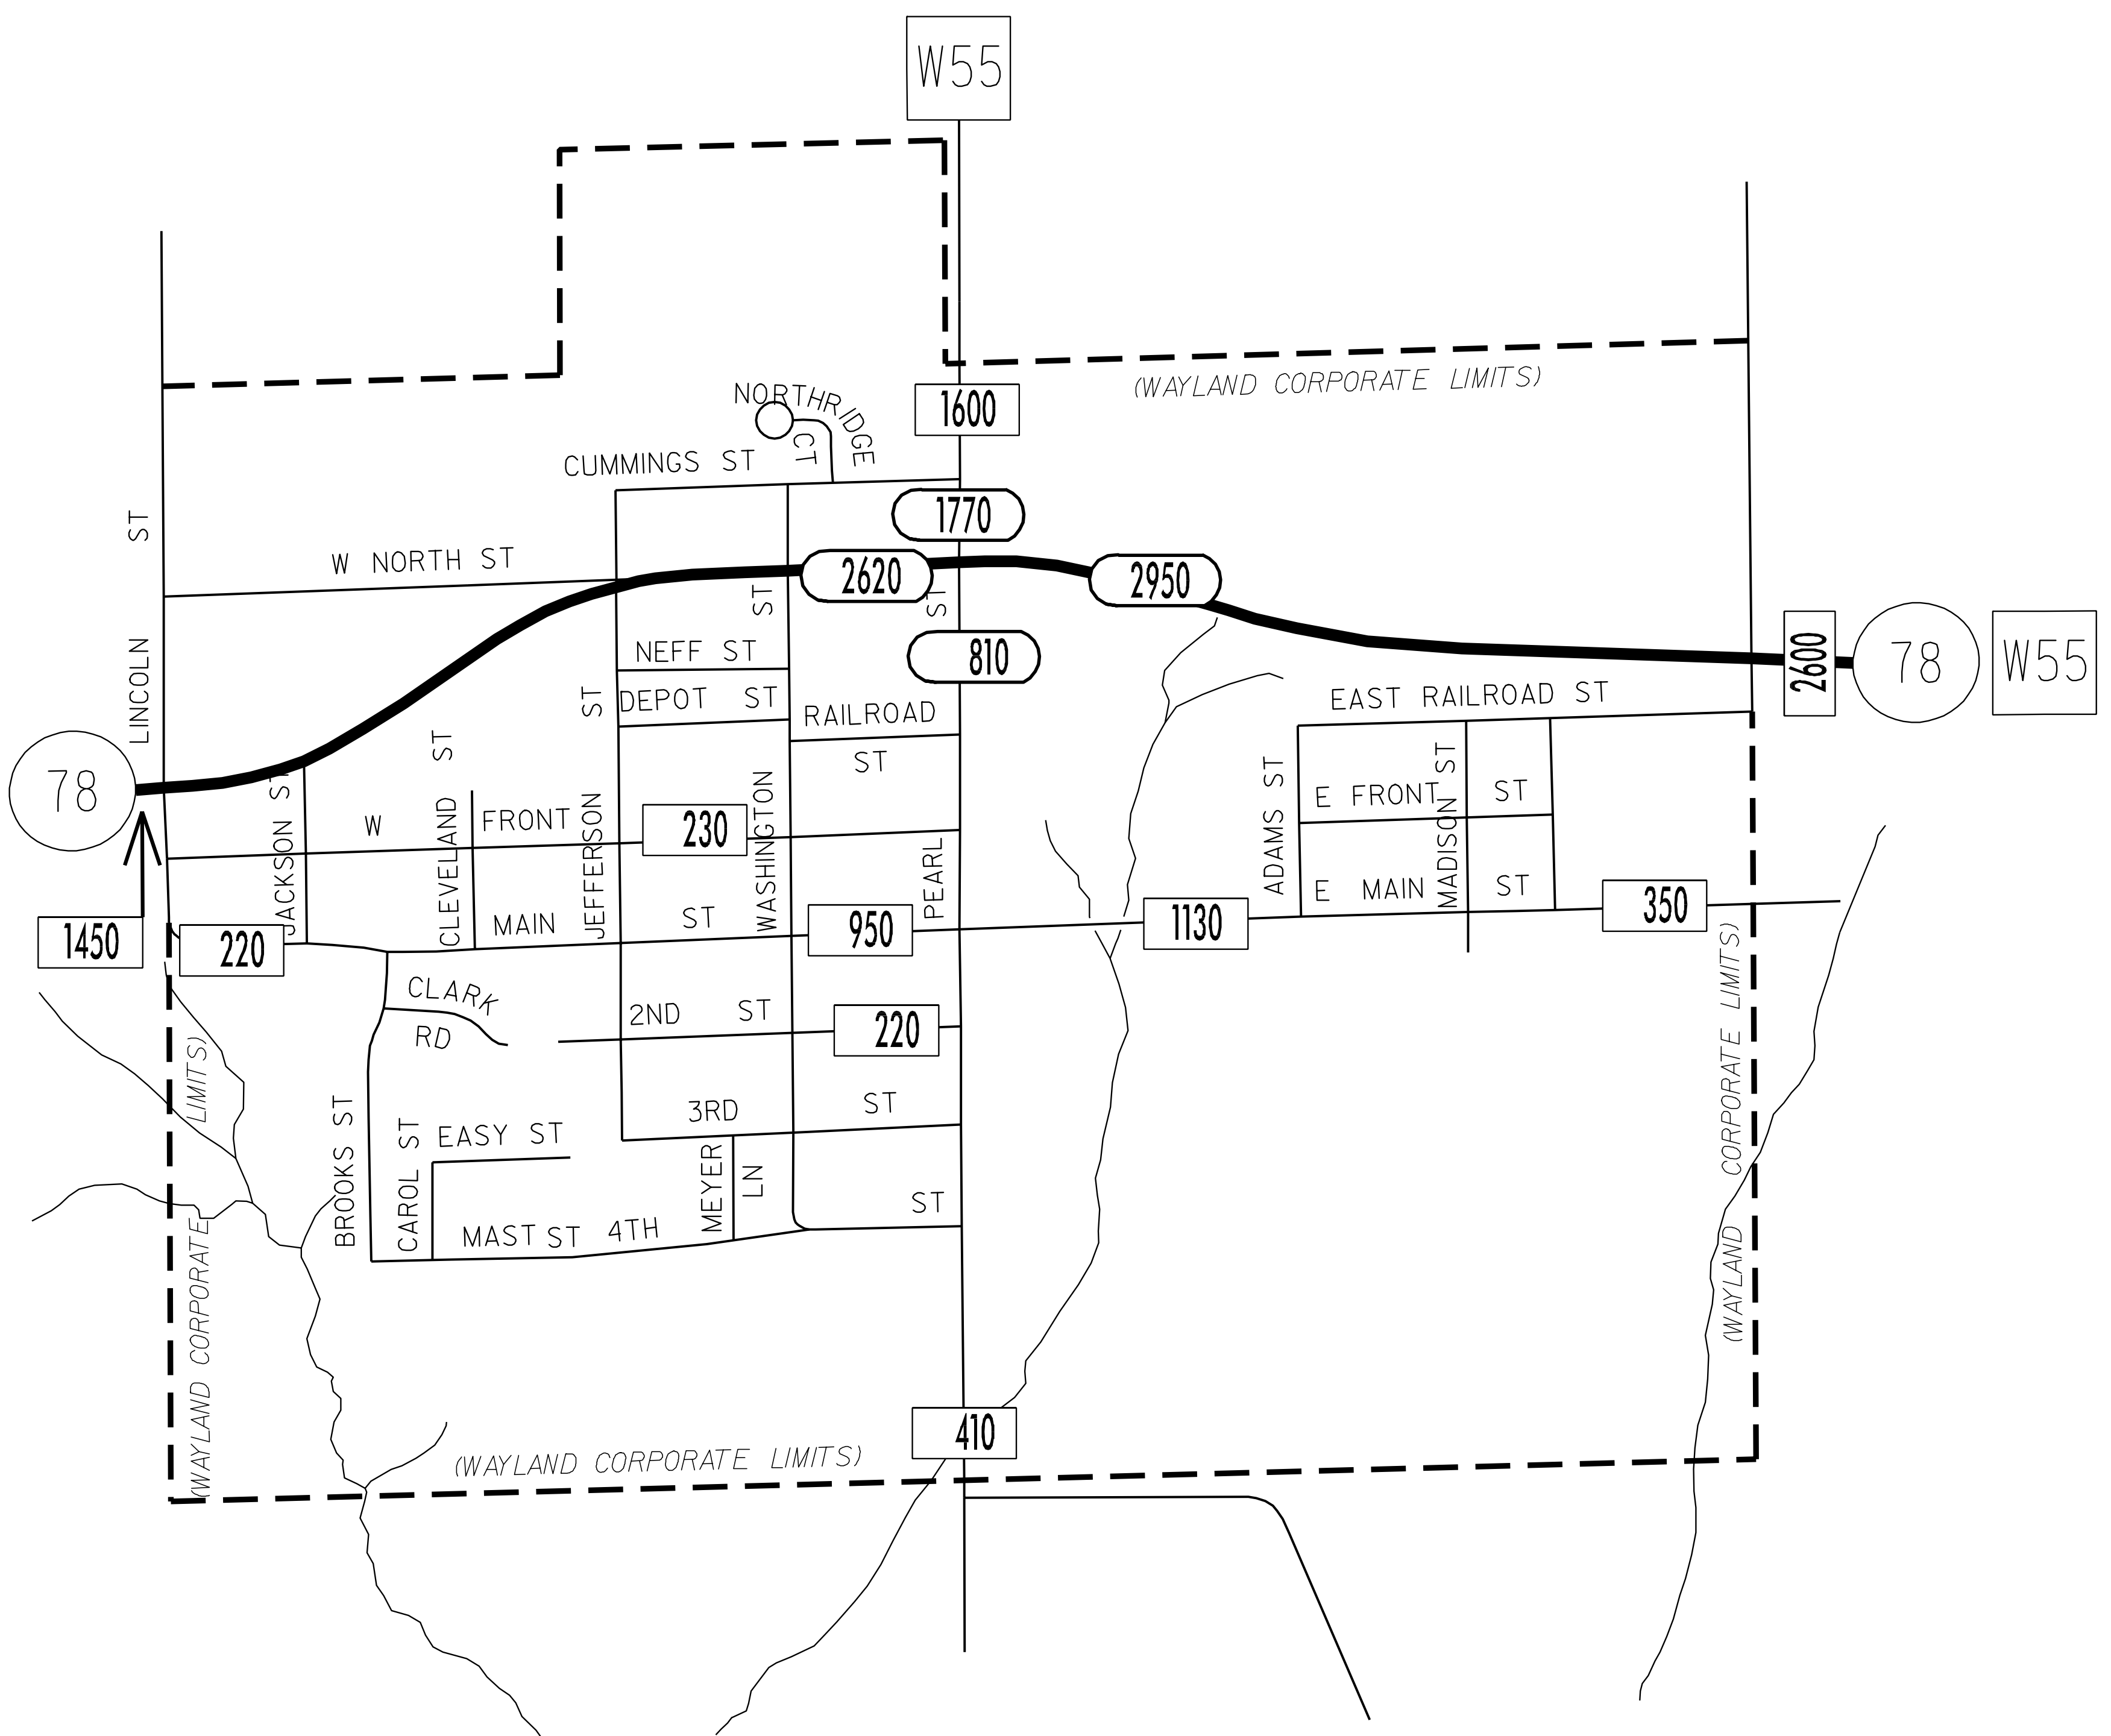 W55
(WAYLAND CORPORATE LIMITS)
1600
NORTHRIDGE
CT
CUMMINGS ST
1770
W NORTH ST
2620
2950
LINCOLN ST
ST
ST
NEFF ST
810
2600
78
W55
DEPOT ST
RAILROAD
ST
EAST RAILROAD ST
78
JACKSON ST
CLEVELAND ST
JEFFERSON ST
WASHINGTON
PEARL
ADAMS ST
MADISON ST
W FRONT
230
E FRONT ST
E MAIN ST
350
1450
220
MAIN ST
950
1130
CLARK
RD
2ND ST
220
3RD ST
BROOKS ST
CAROL ST
EASY ST
MEYER
LN
MAST ST 4TH ST
(WAYLAND CORPORATE LIMITS)
(WAYLAND CORPORATE LIMITS)
410
(WAYLAND CORPORATE LIMITS)